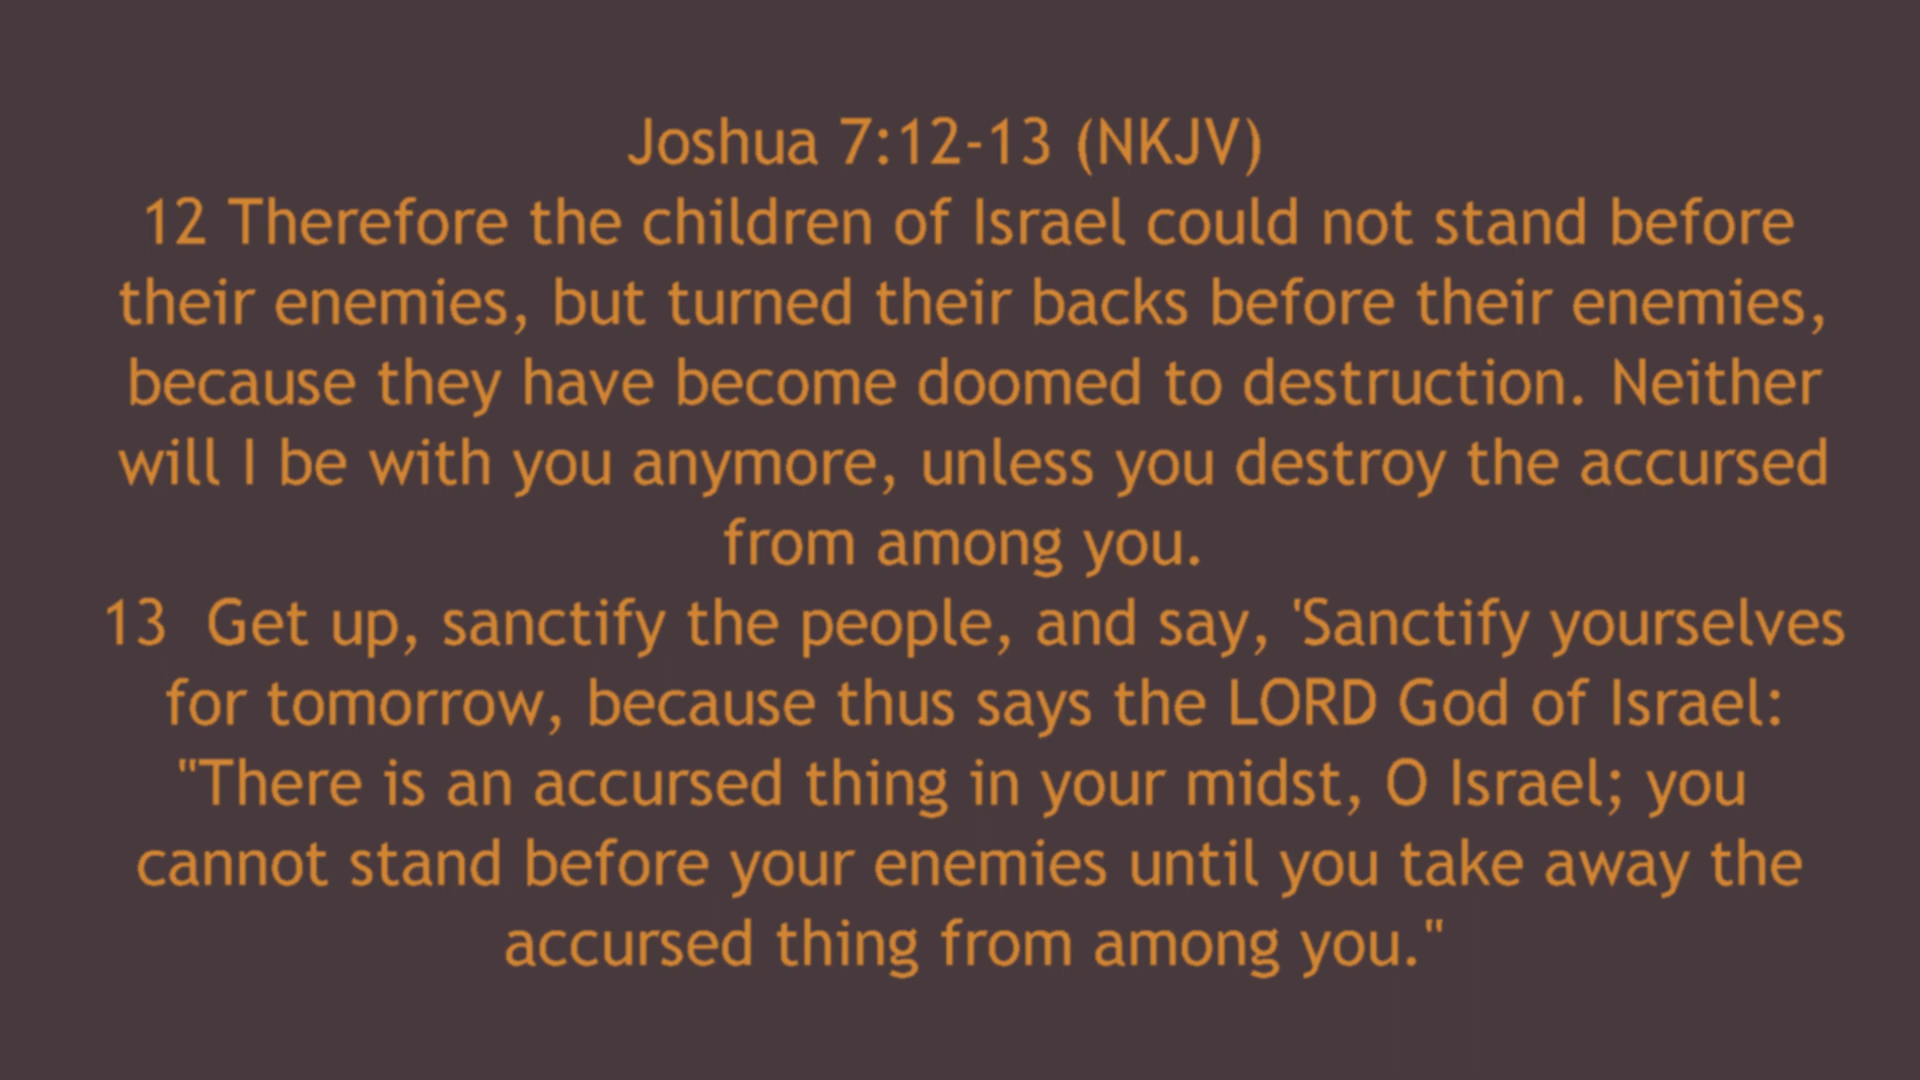 Joshua 7:12-13 (NKJV)
12 Therefore the children of Israel could not stand before
their enemies, but turned their backs before their enemies,
because they have become doomed to destruction. Neither
will I be with you anymore, unless you destroy the accursed
from among you.
13  Get up, sanctify the people, and say, 'Sanctify yourselves
for tomorrow, because thus says the LORD God of Israel:
"There is an accursed thing in your midst, O Israel; you
cannot stand before your enemies until you take away the
accursed thing from among you."